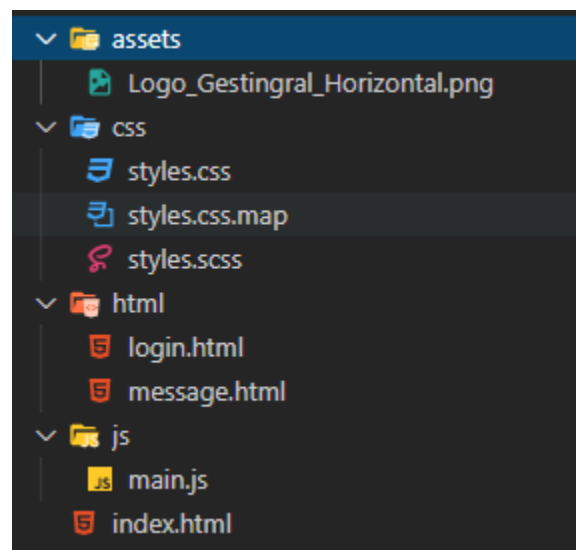 assets
Logo_Gestingral_Horizontal.png
css
styles.css
styles.css.map
styles.scss
html
login.html
message.html
js
main.js
index.html